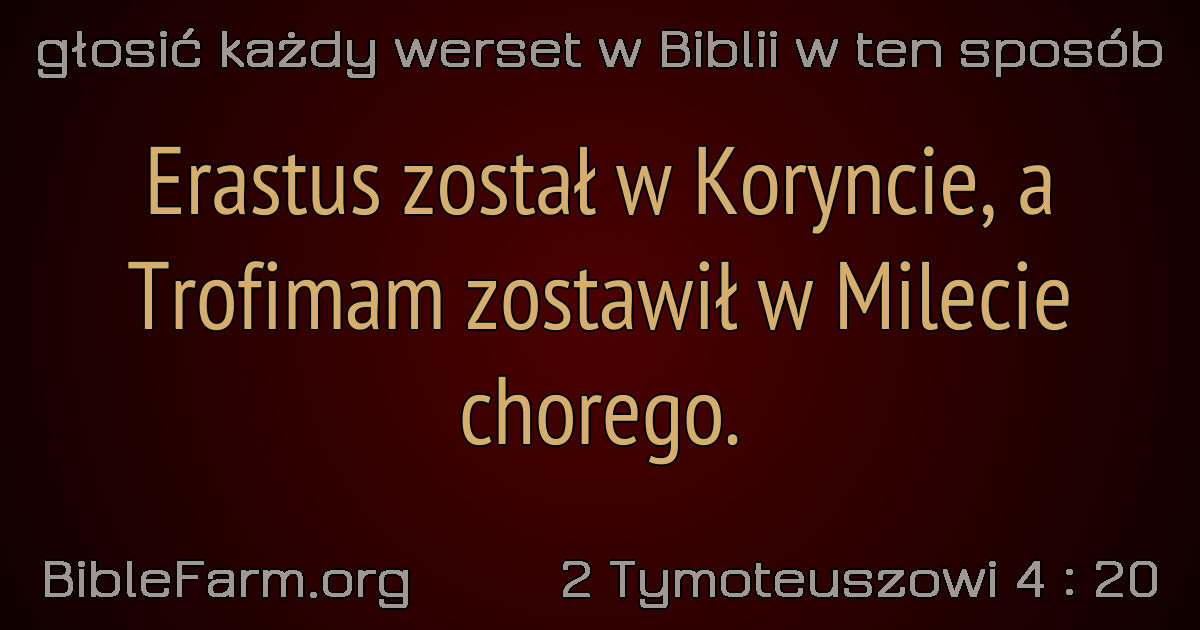 głosić każdy werset w Biblii w ten sposób
Erastus został w Koryncie, a
Trofimam zostawił w Milecie
chorego.
BibleFarm.org
2 Tymoteuszowi 4 : 20